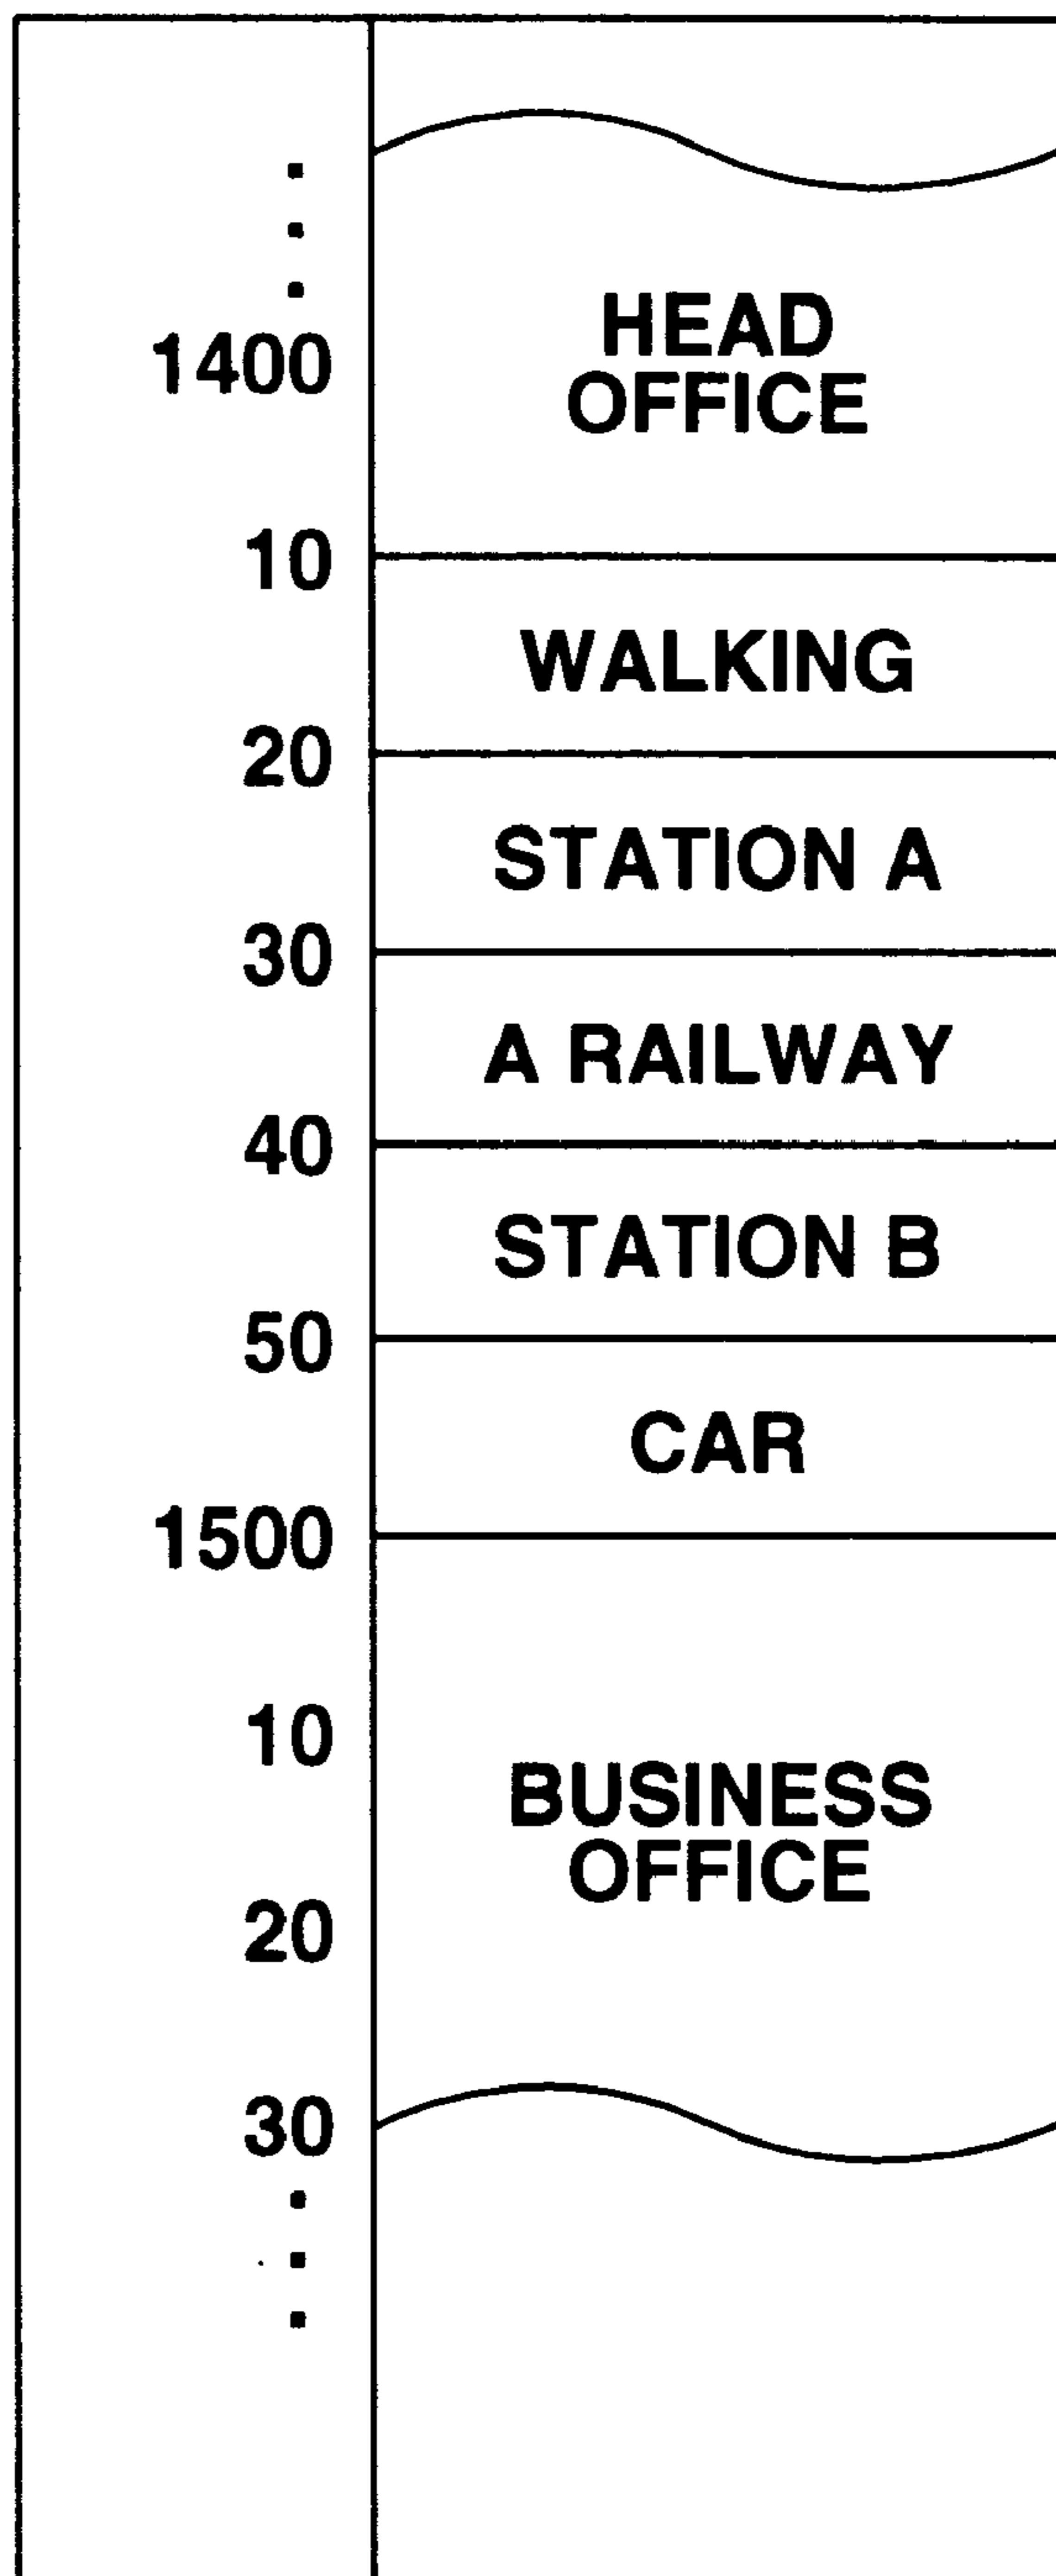 HEAD
1400
OFFICE
10
WALKING
20
STATION A
30
A RAILWAY
40
STATION B
50
CAR
1500
10
BUSINESS
OFFICE
20
30